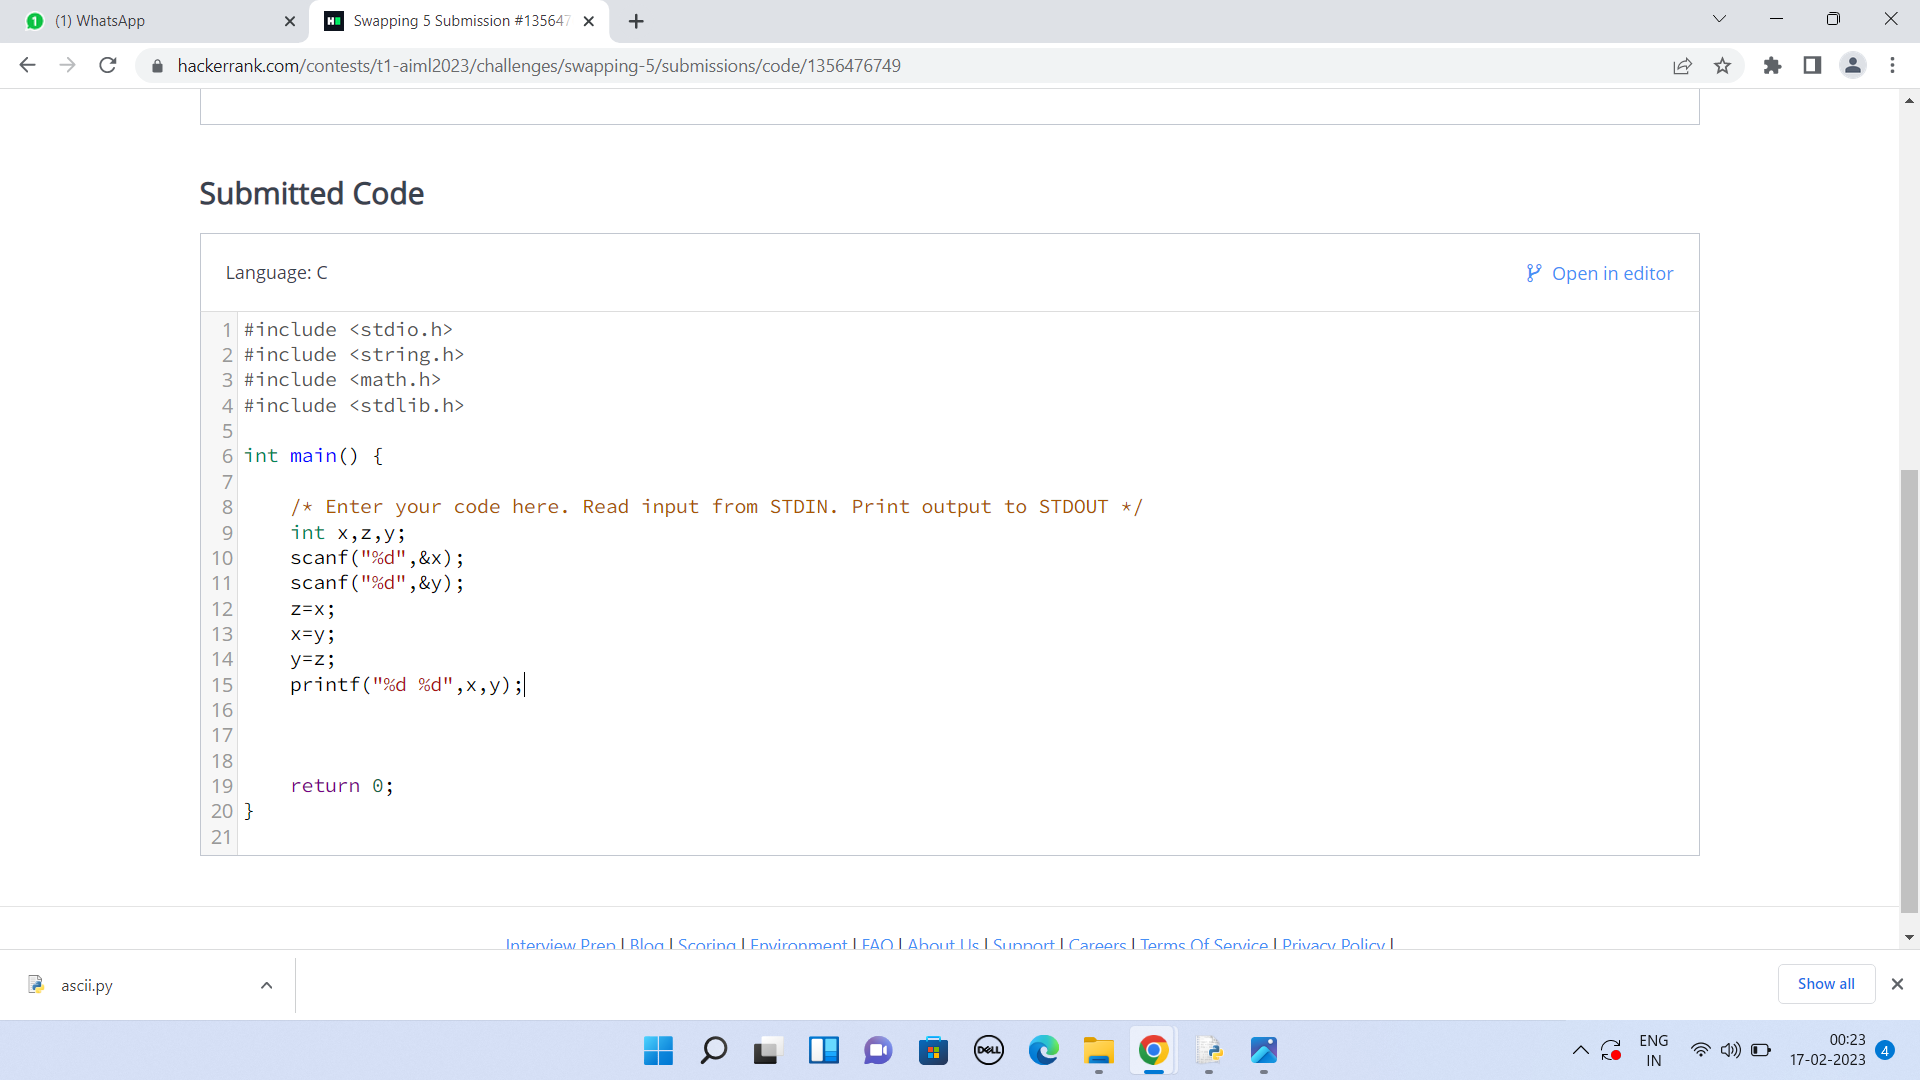 (1) WhatsApp
Swapping 5 Submission #135647
hackerrank.com/contests/t1-aiml2023/challenges/swapping-5/submissions/code/1356476749
Submitted Code
Language: C
Open in editor
1 #include <stdio.h>
2 #include <string.h>
3 #include <math.h>
4 #include <stdlib.h>
5
6 int main() {
7
8 /* Enter your code here. Read input from STDIN. Print output to STDOUT */
9 int x,z,y;
10 scanf("%d",&x);
11 scanf("%d",&y);
12 z=x;
13 x=y;
14 y=z;
15 printf("%d %d",x,y);
16
17
18
19 return 0;
20 }
21
Interview Prep | Blog | Scoring | Environment | FAQ | About Us | Support | Careers | Terms Of Service | Privacy Policy |
ascii.py
Show all
DELL
ENG
IN
00:23
17-02-2023
4